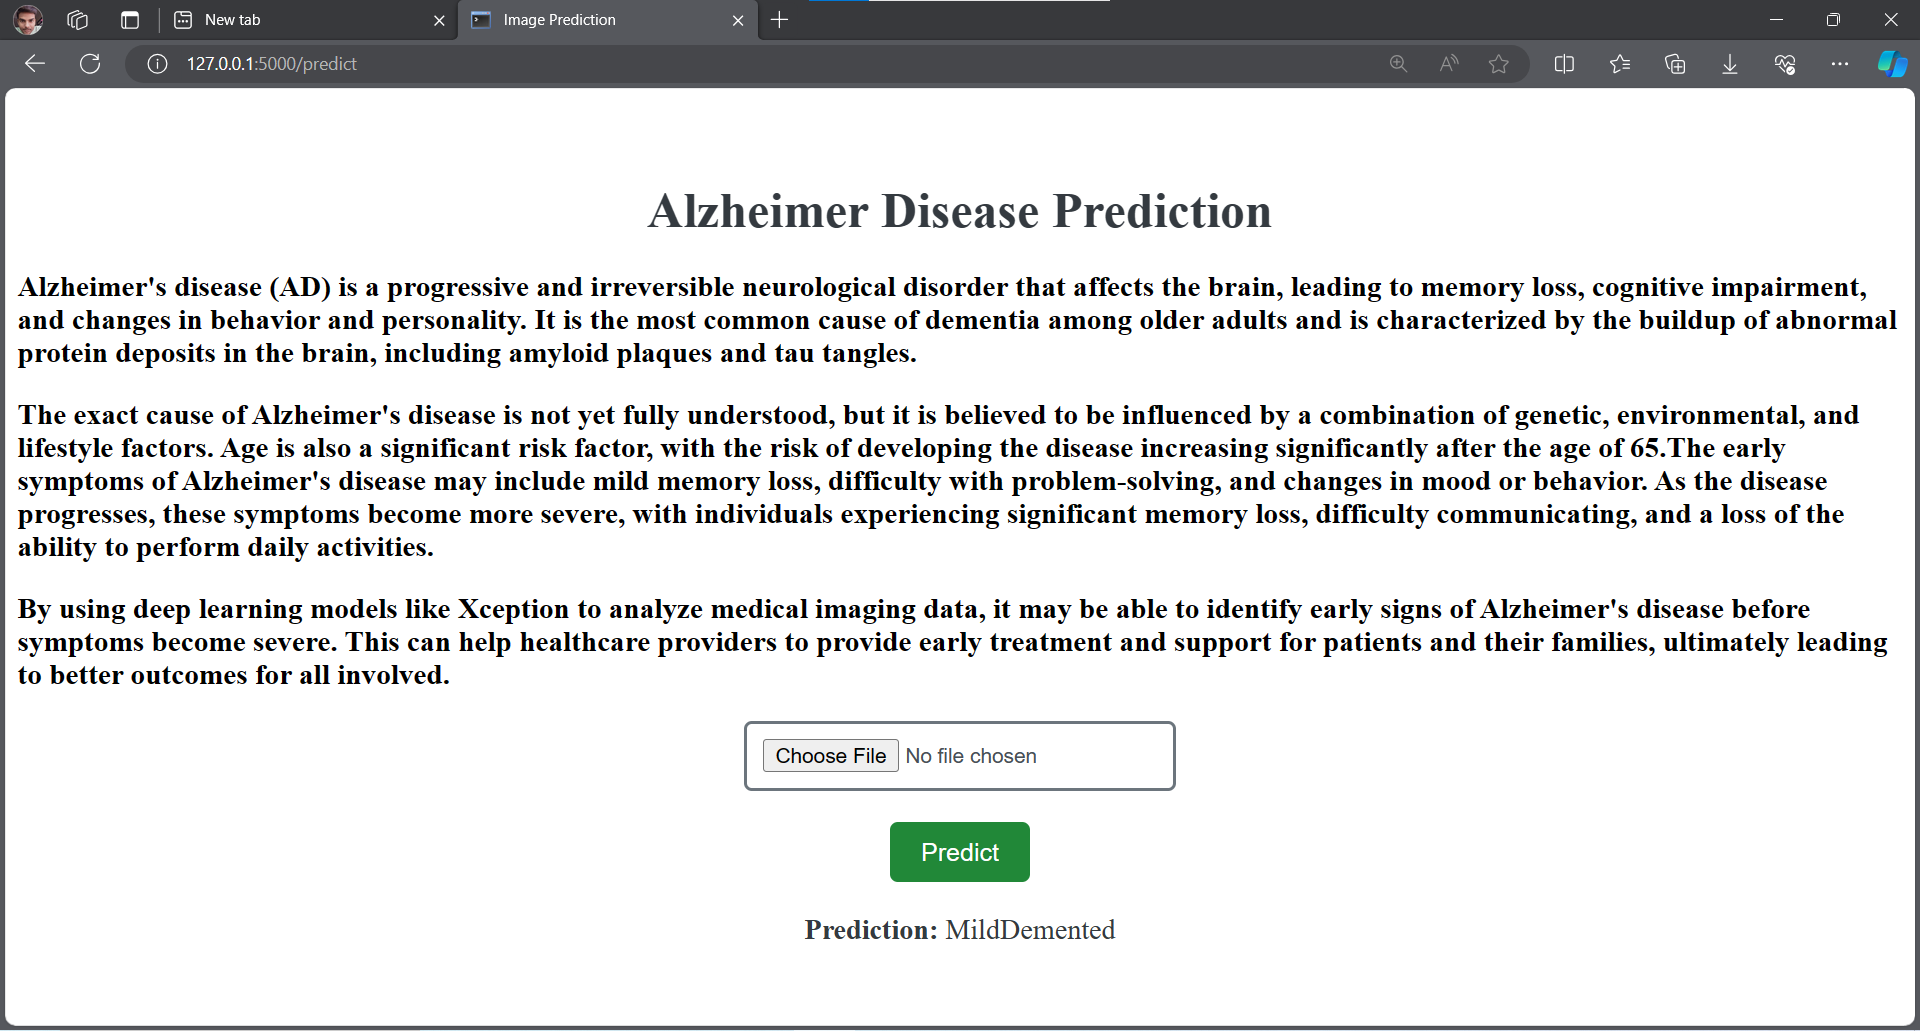 New tab
Image Prediction
127.0.0.1:5000/predict
Alzheimer Disease Prediction
Alzheimer's disease (AD) is a progressive and irreversible neurological disorder that affects the brain, leading to memory loss, cognitive impairment,
and changes in behavior and personality. It is the most common cause of dementia among older adults and is characterized by the buildup of abnormal
protein deposits in the brain, including amyloid plaques and tau tangles.
The exact cause of Alzheimer's disease is not yet fully understood, but it is believed to be influenced by a combination of genetic, environmental, and
lifestyle factors. Age is also a significant risk factor, with the risk of developing the disease increasing significantly after the age of 65.The early
symptoms of Alzheimer's disease may include mild memory loss, difficulty with problem-solving, and changes in mood or behavior. As the disease
progresses, these symptoms become more severe, with individuals experiencing significant memory loss, difficulty communicating, and a loss of the
ability to perform daily activities.
By using deep learning models like Xception to analyze medical imaging data, it may be able to identify early signs of Alzheimer's disease before
symptoms become severe. This can help healthcare providers to provide early treatment and support for patients and their families, ultimately leading
to better outcomes for all involved.
Choose File No file chosen
Predict
Prediction: MildDemented